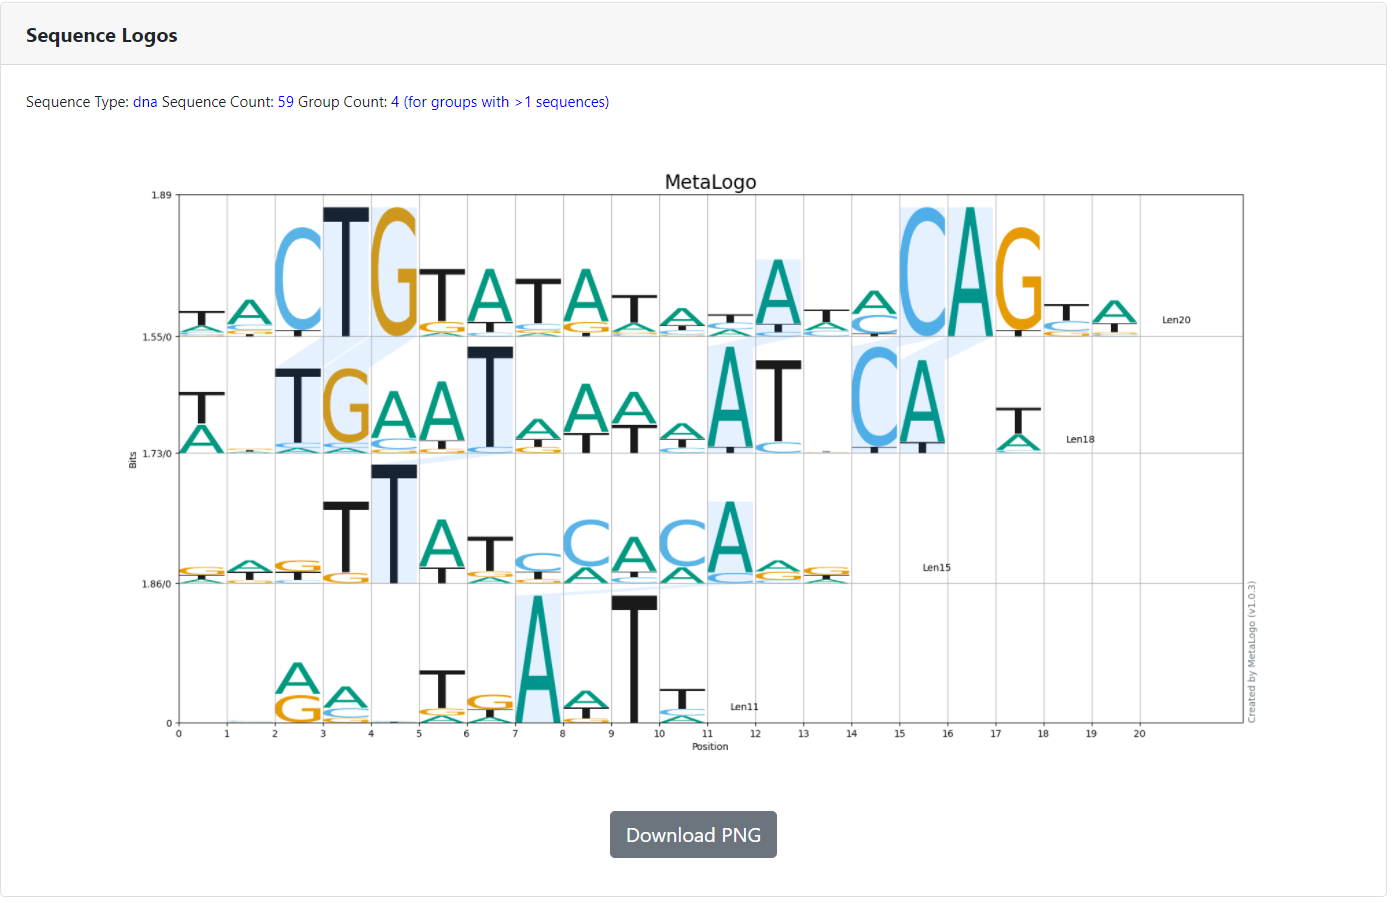 Sequence Logos
Sequence Type: dna Sequence Count: 59 Group Count: 4 (for groups with >1 sequences)
MetaLogo
1.89
Len20
1.55/0
Len18
Bits
1.73/0
Len15
1.86/0
Len11
0
0 1 2 3 4 5 6 7 8 9 10 11 12 13 14 15 16 17 18 19 20
Position
Created by MetaLogo (v1.0.3)
Download PNG